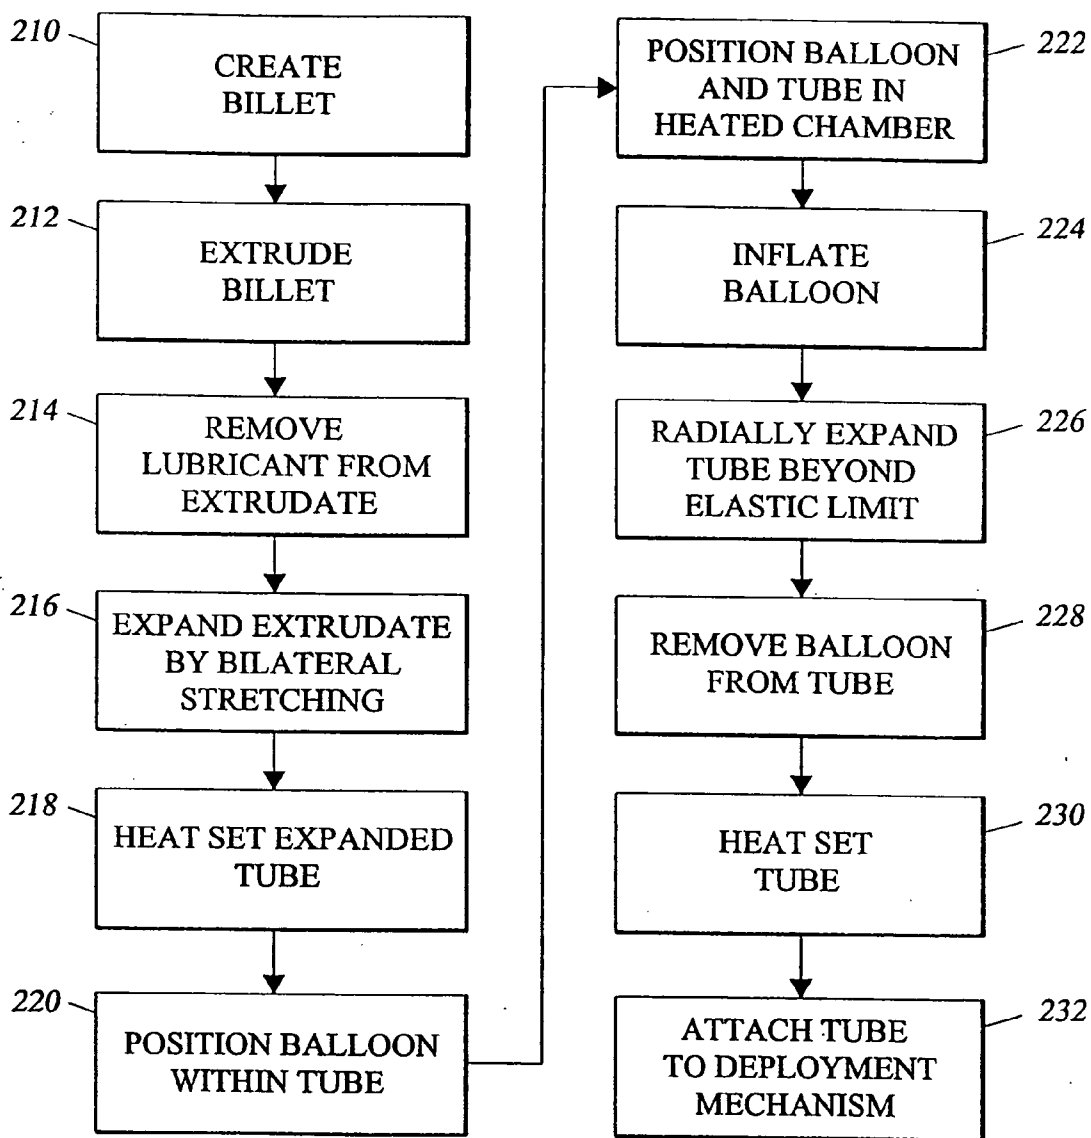 210
CREATE
BILLET
212
EXTRUDE
BILLET
214
REMOVE
LUBRICANT FROM
EXTRUDATE
216
EXPAND EXTRUDATE
BY BILATERAL
STRETCHING
218
HEAT SET EXPANDED
TUBE
220
POSITION BALLOON
WITHIN TUBE
222
POSITION BALLOON
AND TUBE IN
HEATED CHAMBER
224
INFLATE
BALLOON
226
RADIALLY EXPAND
TUBE BEYOND
ELASTIC LIMIT
228
REMOVE BALLOON
FROM TUBE
230
HEAT SET
TUBE
232
ATTACH TUBE
TO DEPLOYMENT
MECHANISM